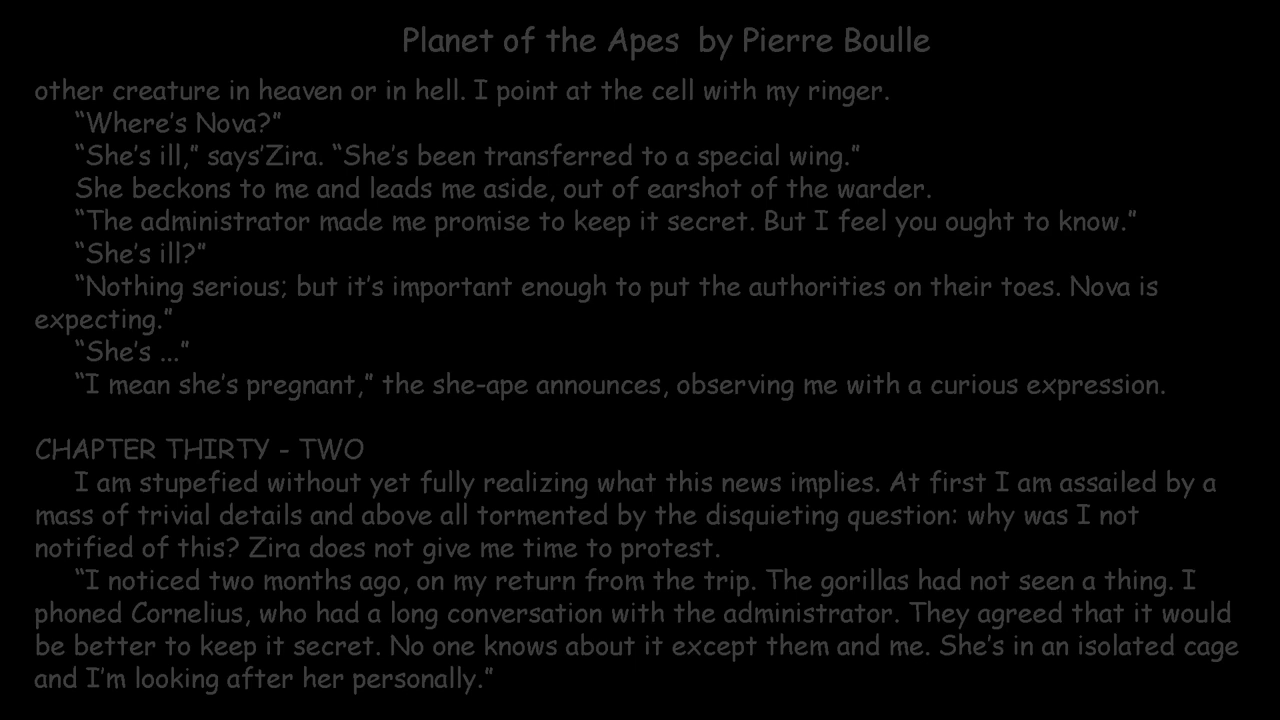 Planet of the Apes  by Pierre Boulle
other creature in heaven or in hell. I point at the cell with my ringer.
“Where’s Nova?”
“She’s ill,” says’Zira. “She’s been transferred to a special wing.”
She beckons to me and leads me aside, out of earshot of the warder.
“The administrator made me promise to keep it secret. But I feel you ought to know.”
“She’s ill?”
“Nothing serious; but it’s important enough to put the authorities on their toes. Nova is
expecting.”
“She’s ...”
“I mean she’s pregnant,” the she-ape announces, observing me with a curious expression.
CHAPTER THIRTY - TWO
I am stupefied without yet fully realizing what this news implies. At first I am assailed by a
mass of trivial details and above all tormented by the disquieting question: why was I not
notified of this? Zira does not give me time to protest.
“I noticed two months ago, on my return from the trip. The gorillas had not seen a thing. I
phoned Cornelius, who had a long conversation with the administrator. They agreed that it would
be better to keep it secret. No one knows about it except them and me. She’s in an isolated cage
and I’m looking after her personally.”